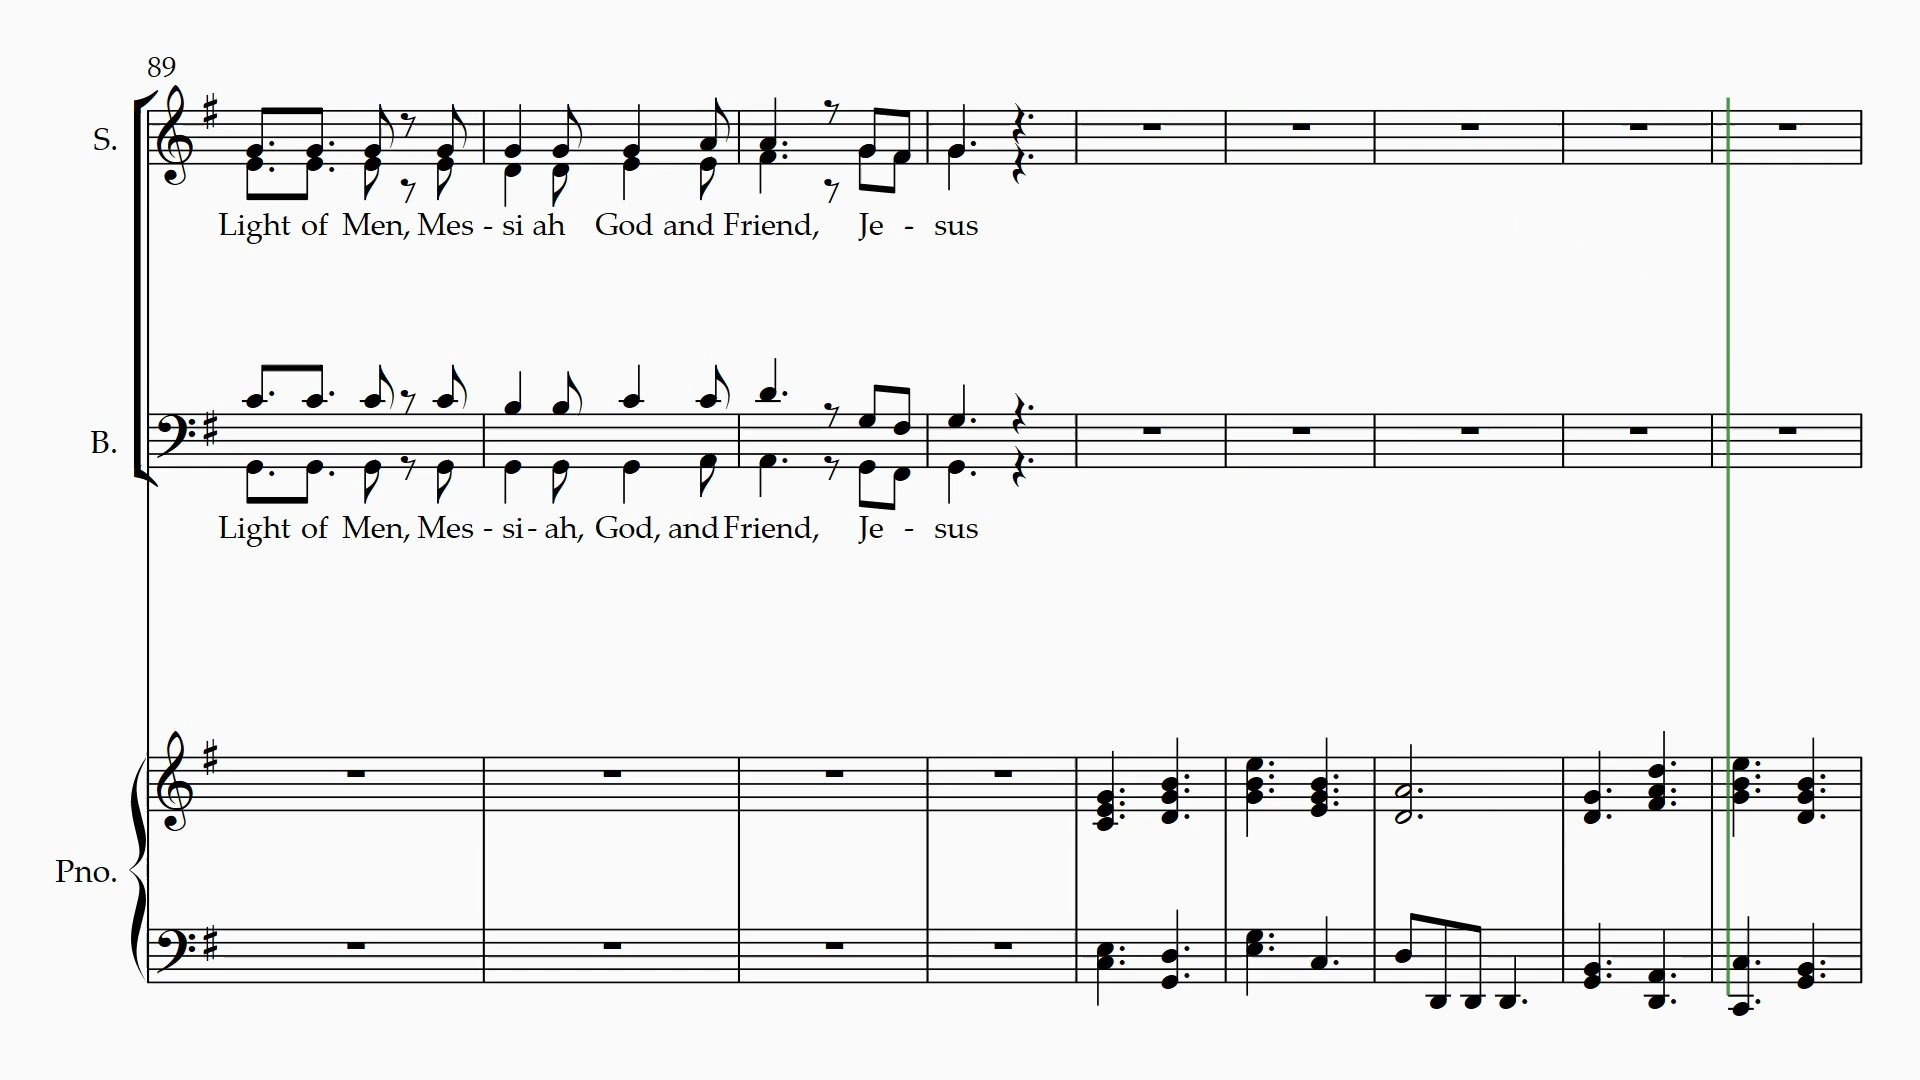 89
S.
Light of Men, Mes - si ah God and Friend, Je - sus
B.
Light of Men, Mes - si - ah, God, and Friend, Je - sus
Pno.